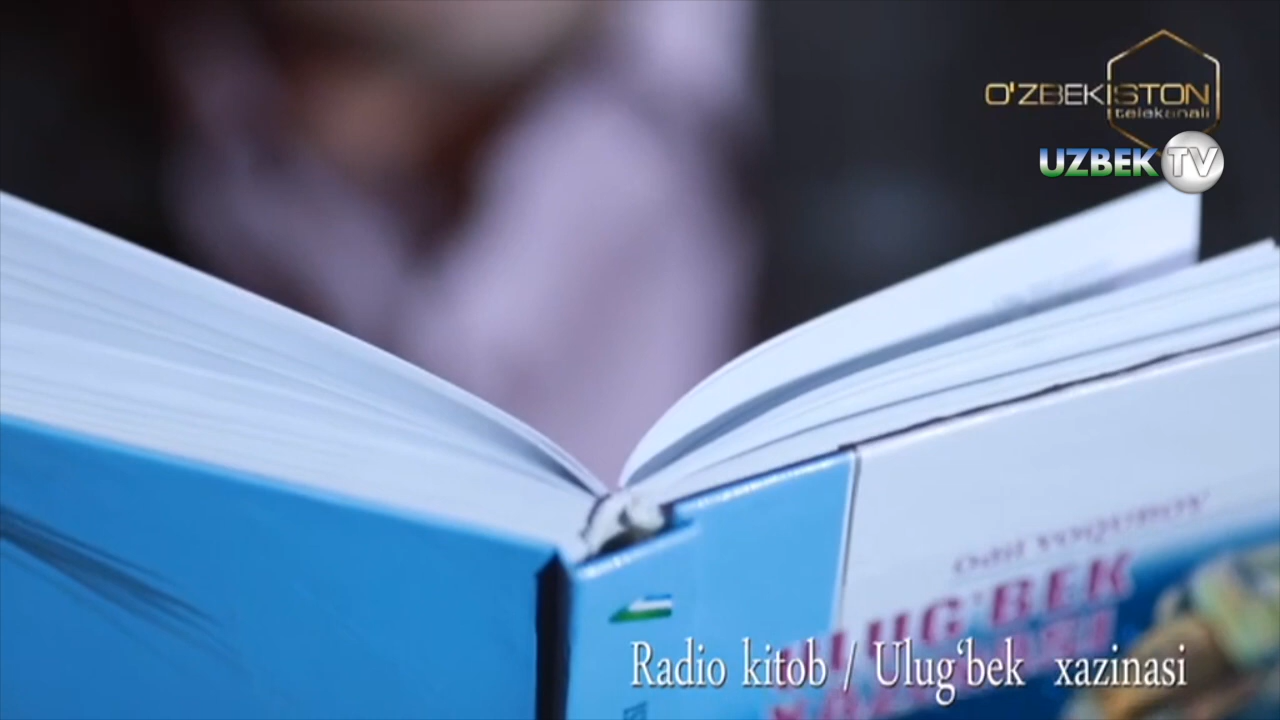 O'ZBEKISTON
telekanali
UZBEK TV
Odil YOQUBOV
ULUG'BEK
Radio kitob / Ulug‘bek xazinasi